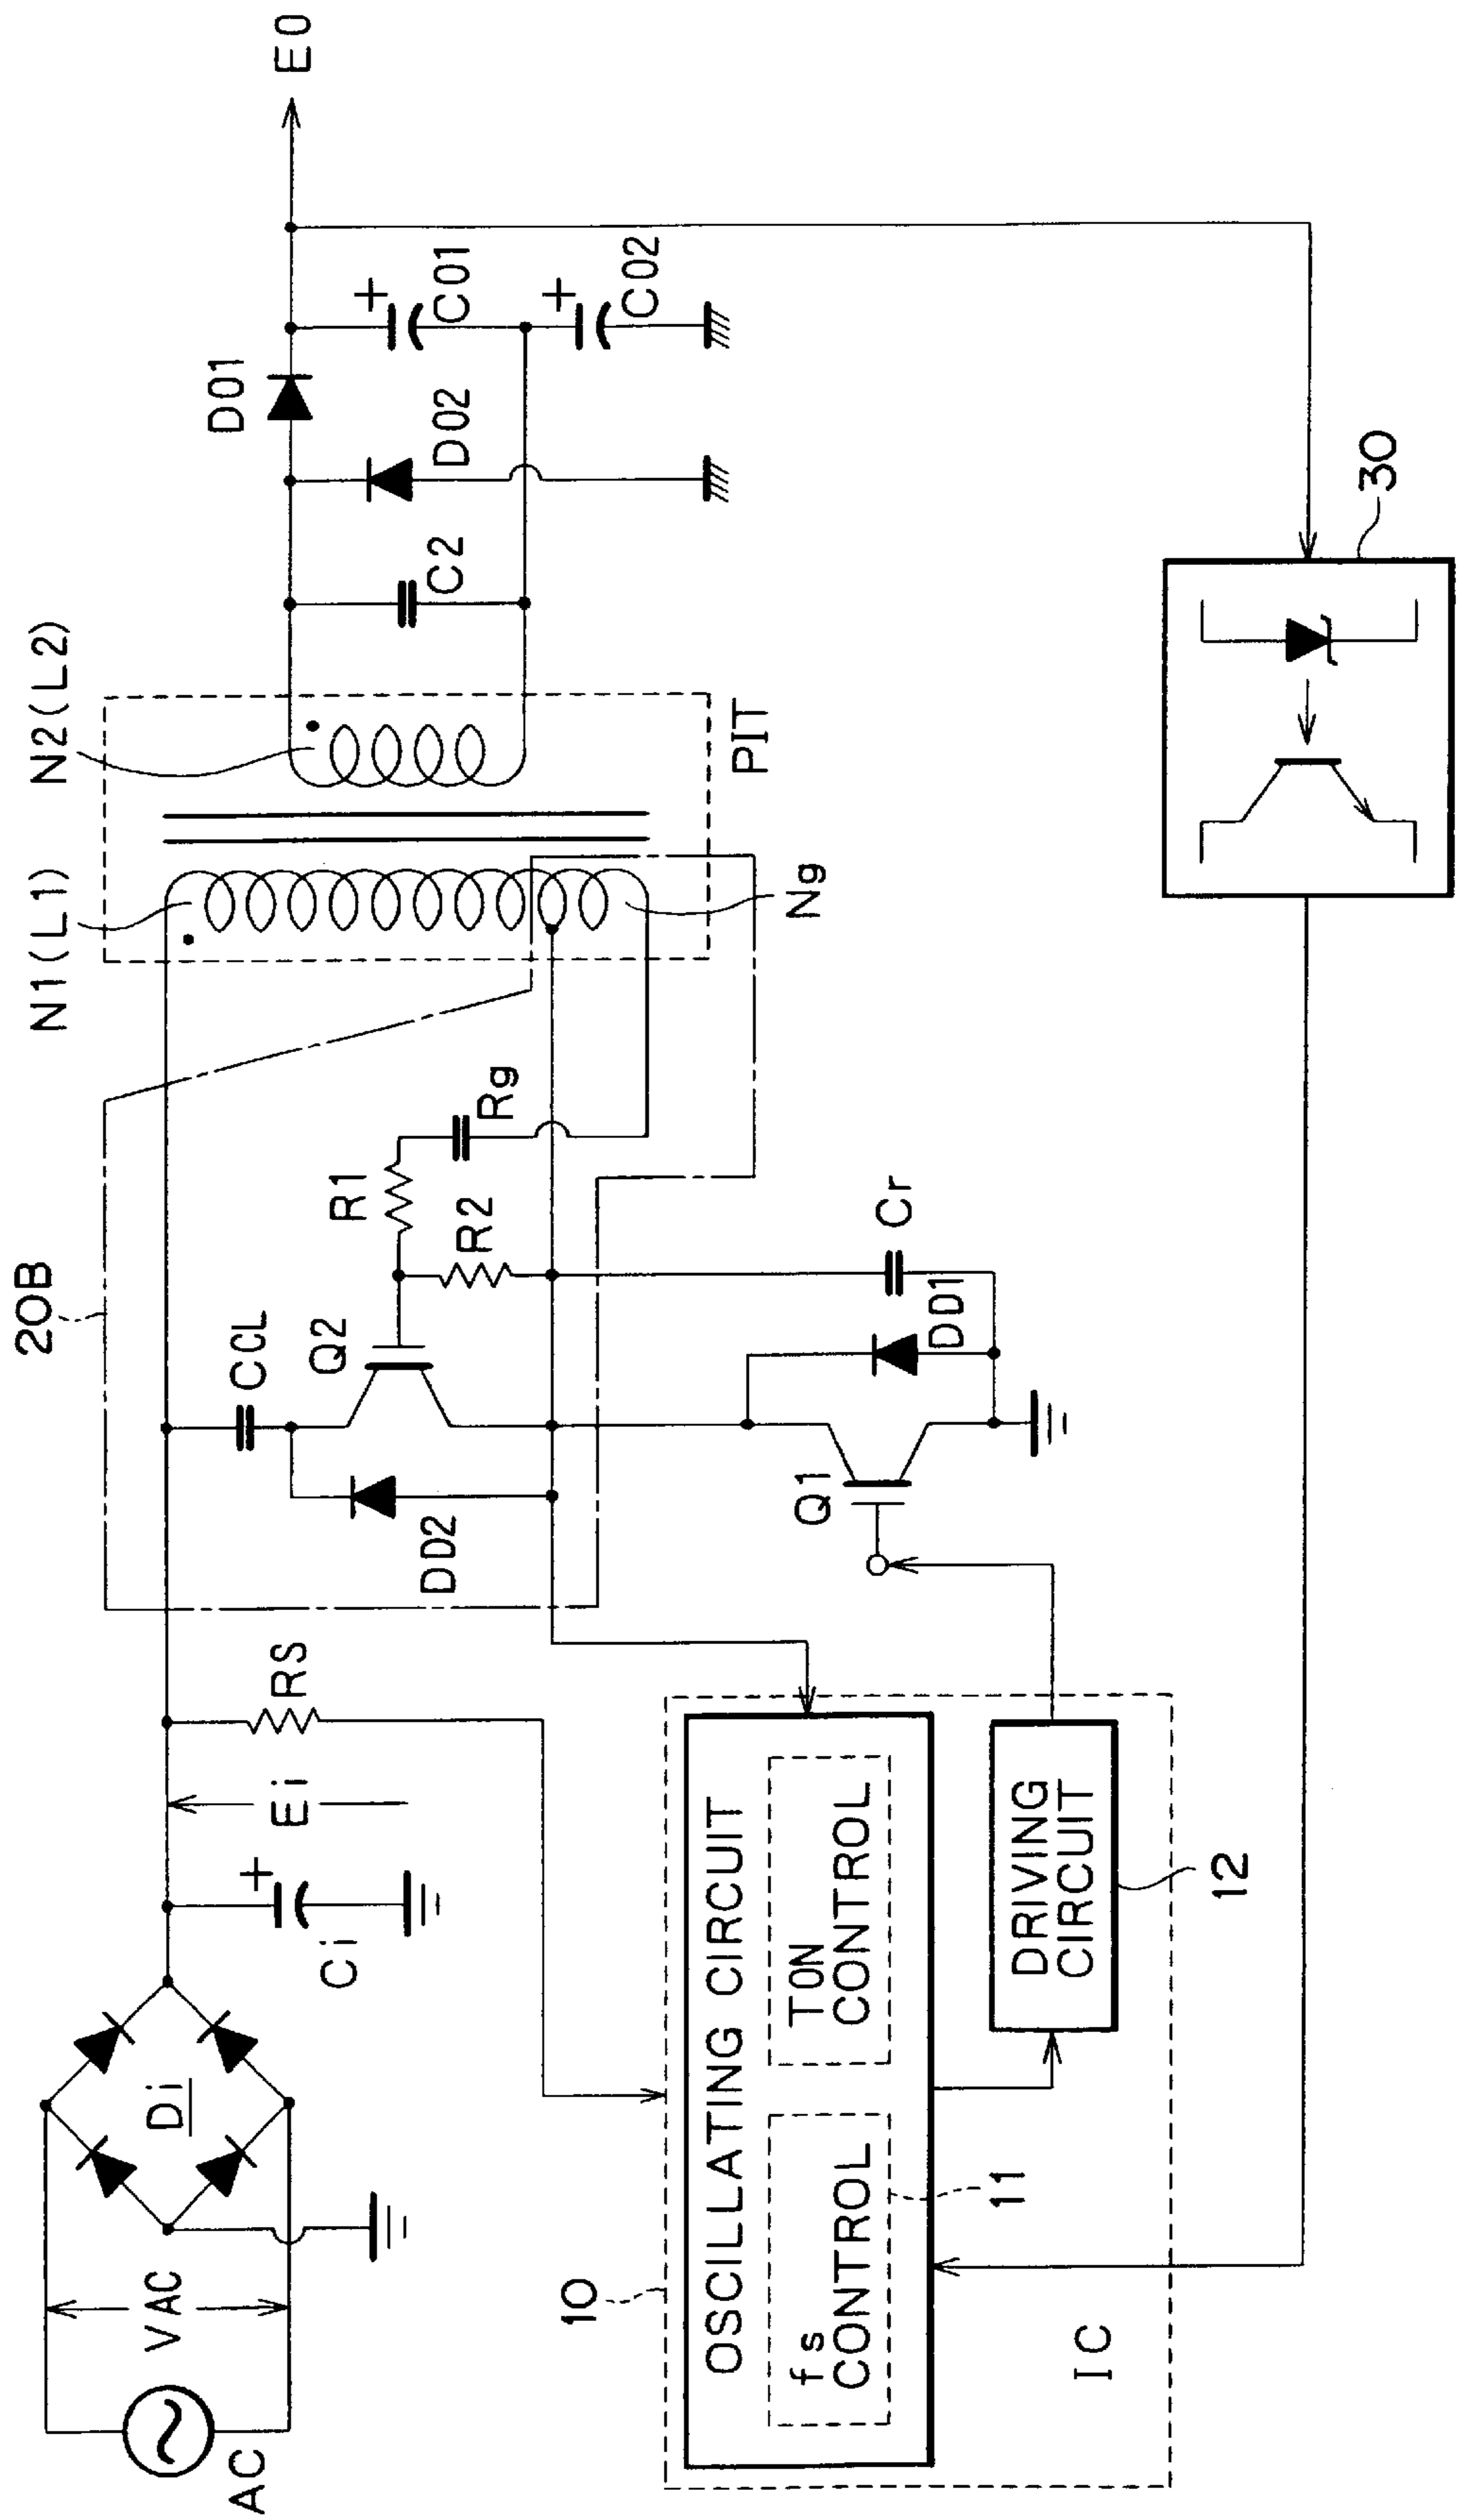 N1(L1)
N2(L2)
20B
E0
D01
CCL
C01
+
D02
C02
+
C2
Q2
R1
Rg
R2
DD2
RS
Ei
+
Ci
Di
VAC
AC
PIT
Ng
Cr
DD1
Q1
10
OSCILLATING CIRCUIT
fs
CONTROL
TON
CONTROL
11
DRIVING
CIRCUIT
12
IC
30